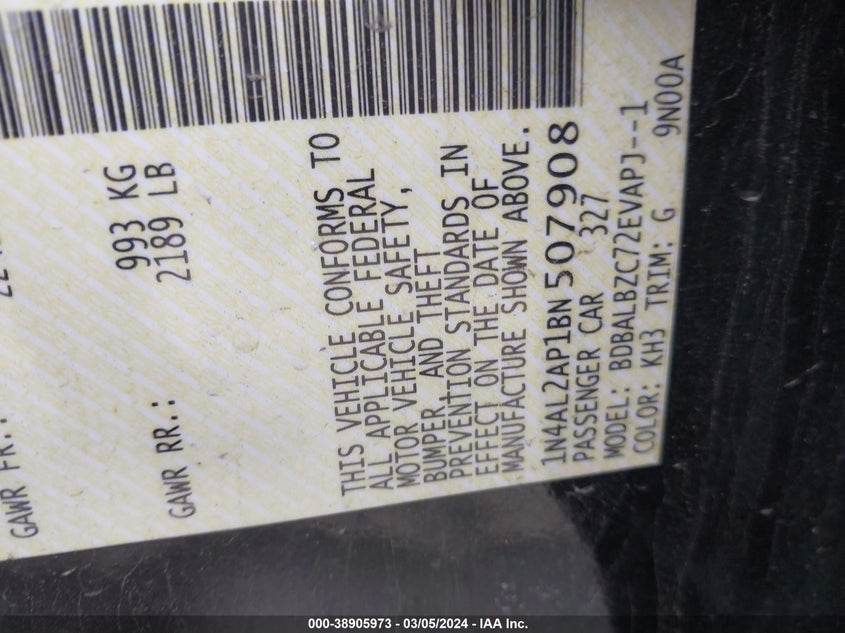 GAWR FR.:
993 KG
GAWR RR.: 2189 LB
THIS VEHICLE CONFORMS TO
ALL APPLICABLE FEDERAL
MOTOR VEHICLE SAFETY,
BUMPER, AND THEFT
PREVENTION STANDARDS IN
EFFECT ON THE DATE OF
MANUFACTURE SHOWN ABOVE.
1N4AL2AP1BN507908
PASSENGER CAR 327
MODEL: BDBALBZC72EVAPJ--1
COLOR: KH3 TRIM: G 9N00A
000-38905973 - 03/05/2024 - IAA Inc.